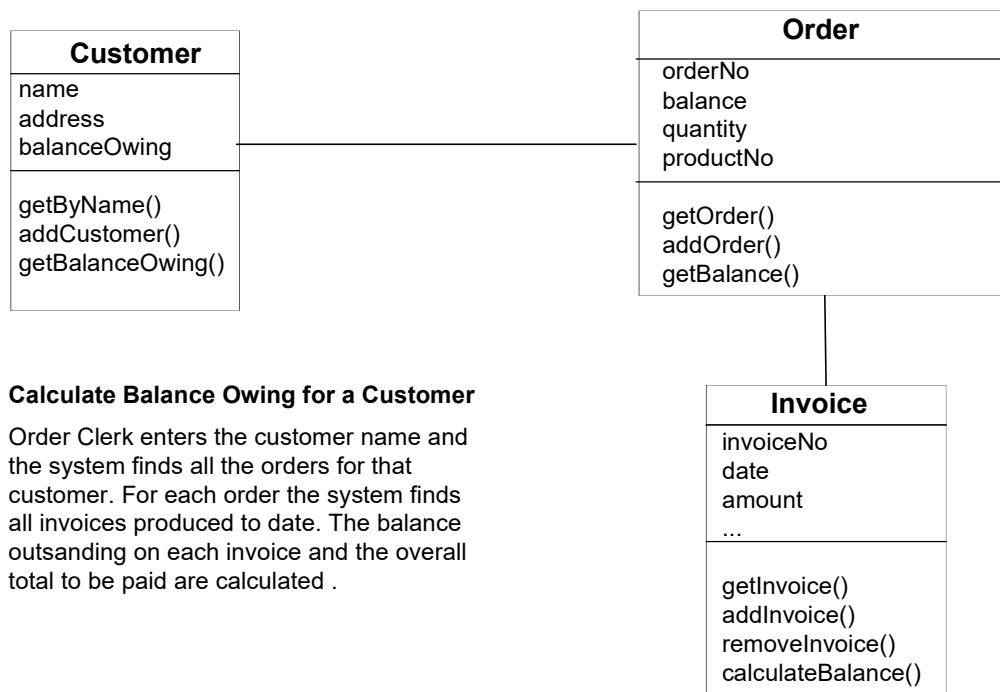 Customer
name
address
balanceOwing
getByName()
addCustomer()
getBalanceOwing()
Order
orderNo
balance
quantity
productNo
getOrder()
addOrder()
getBalance()
Calculate Balance Owing for a Customer
Order Clerk enters the customer name and
the system finds all the orders for that
customer. For each order the system finds
all invoices produced to date. The balance
outsanding on each invoice and the overall
total to be paid are calculated .
Invoice
invoiceNo
date
amount
...
getInvoice()
addInvoice()
removeInvoice()
calculateBalance()